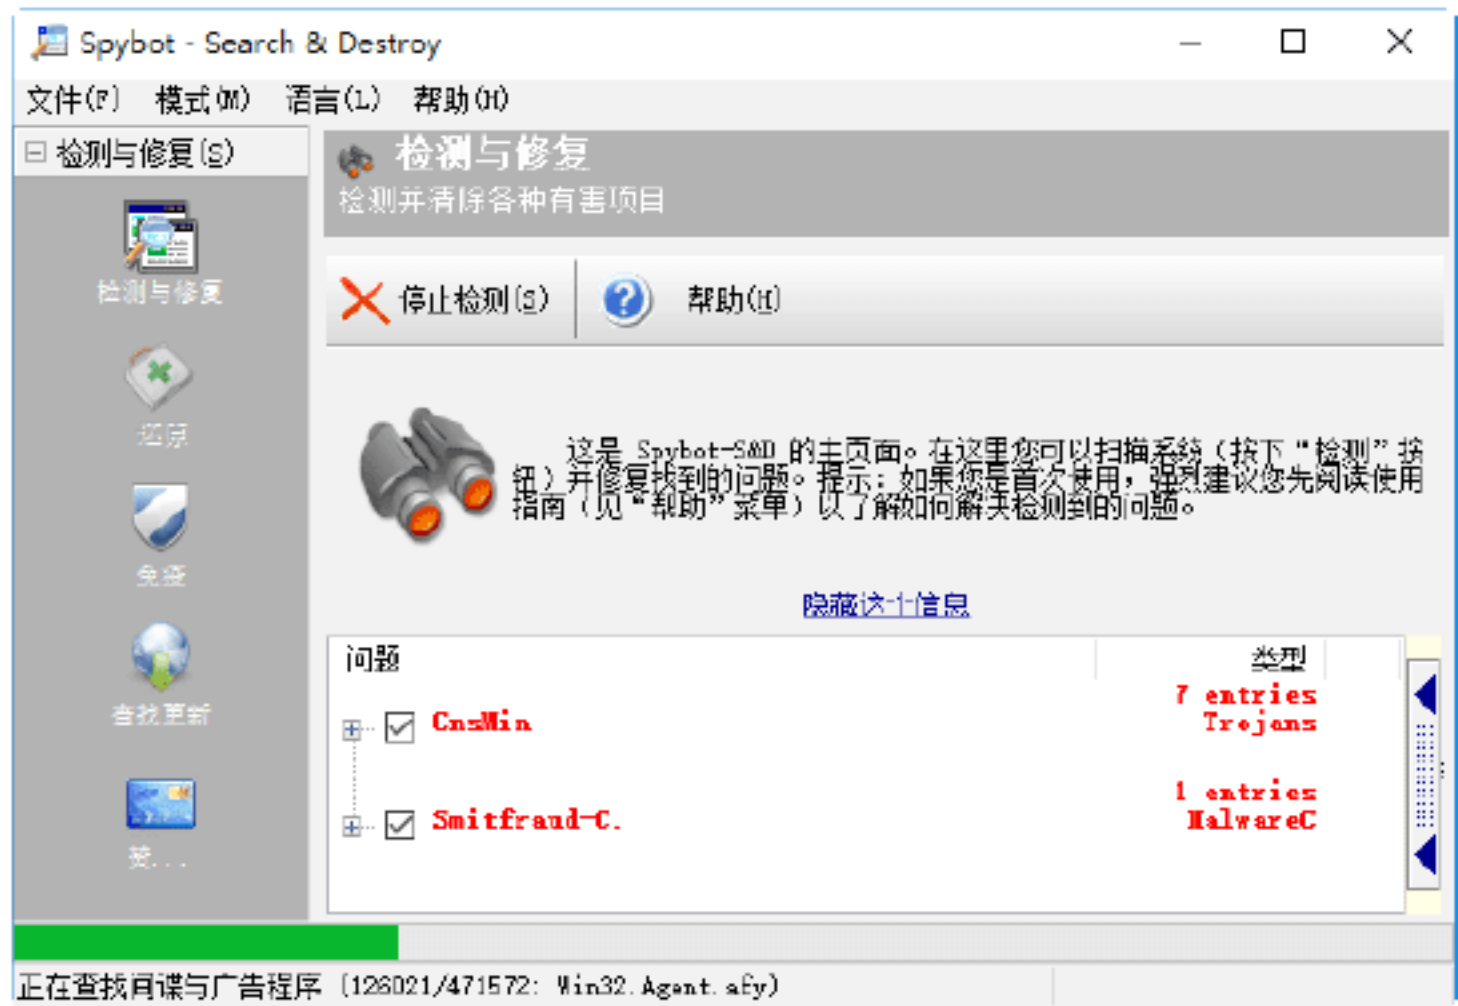 Spybot - Search & Destroy
文件(F) 模式(M) 语言(L) 帮助(H)
检测与修复(S)
检测与修复
还原
免疫
查找更新
赞...
检测与修复
检测并清除各种有害项目
停止检测(S) 帮助(H)
这是 Spybot-S&D 的主页面。在这里您可以扫描系统（按下“检测”按
钮）并修复找到的问题。提示：如果您是首次使用，强烈建议您先阅读使用
指南（见“帮助”菜单）以了解如何解决检测到的问题。
隐藏这个信息
问题 类型
CnsMin 7 entries
Trojans
Smitfraud-C. 1 entries
MalwareC
正在查找间谍与广告程序 (126021/471572: Win32.Agent.afy)